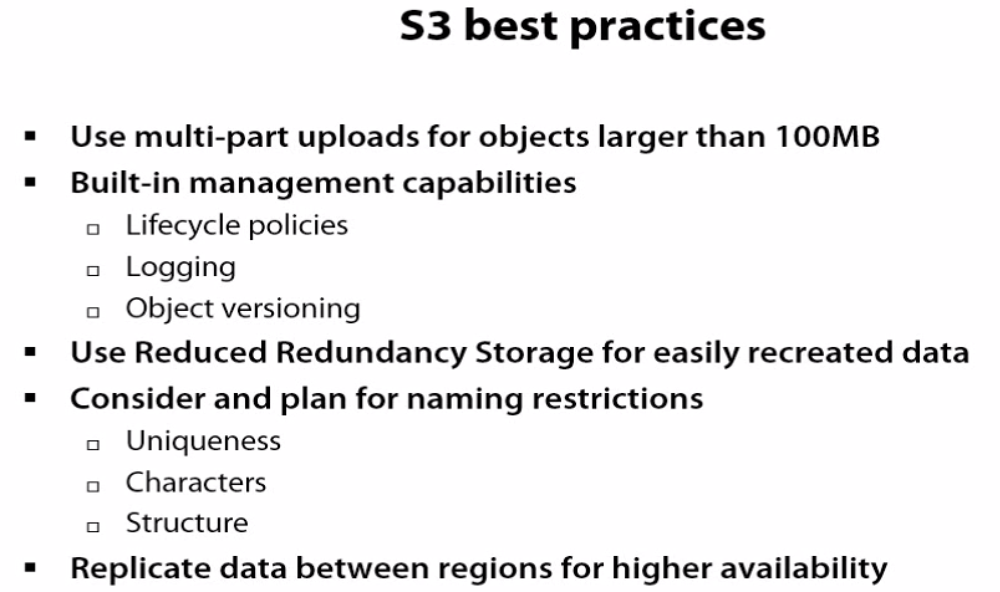 S3 best practices
Use multi-part uploads for objects larger than 100MB
Built-in management capabilities
Lifecycle policies
Logging
Object versioning
Use Reduced Redundancy Storage for easily recreated data
Consider and plan for naming restrictions
Uniqueness
Characters
Structure
Replicate data between regions for higher availability